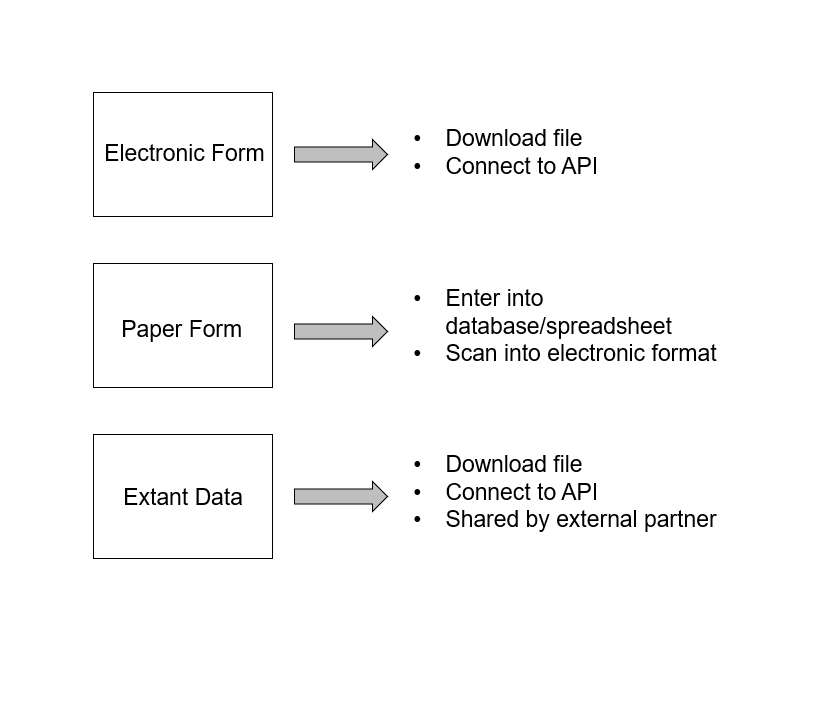 Electronic Form
• Download file
• Connect to API
Paper Form
• Enter into
database/spreadsheet
• Scan into electronic format
Extant Data
• Download file
• Connect to API
• Shared by external partner